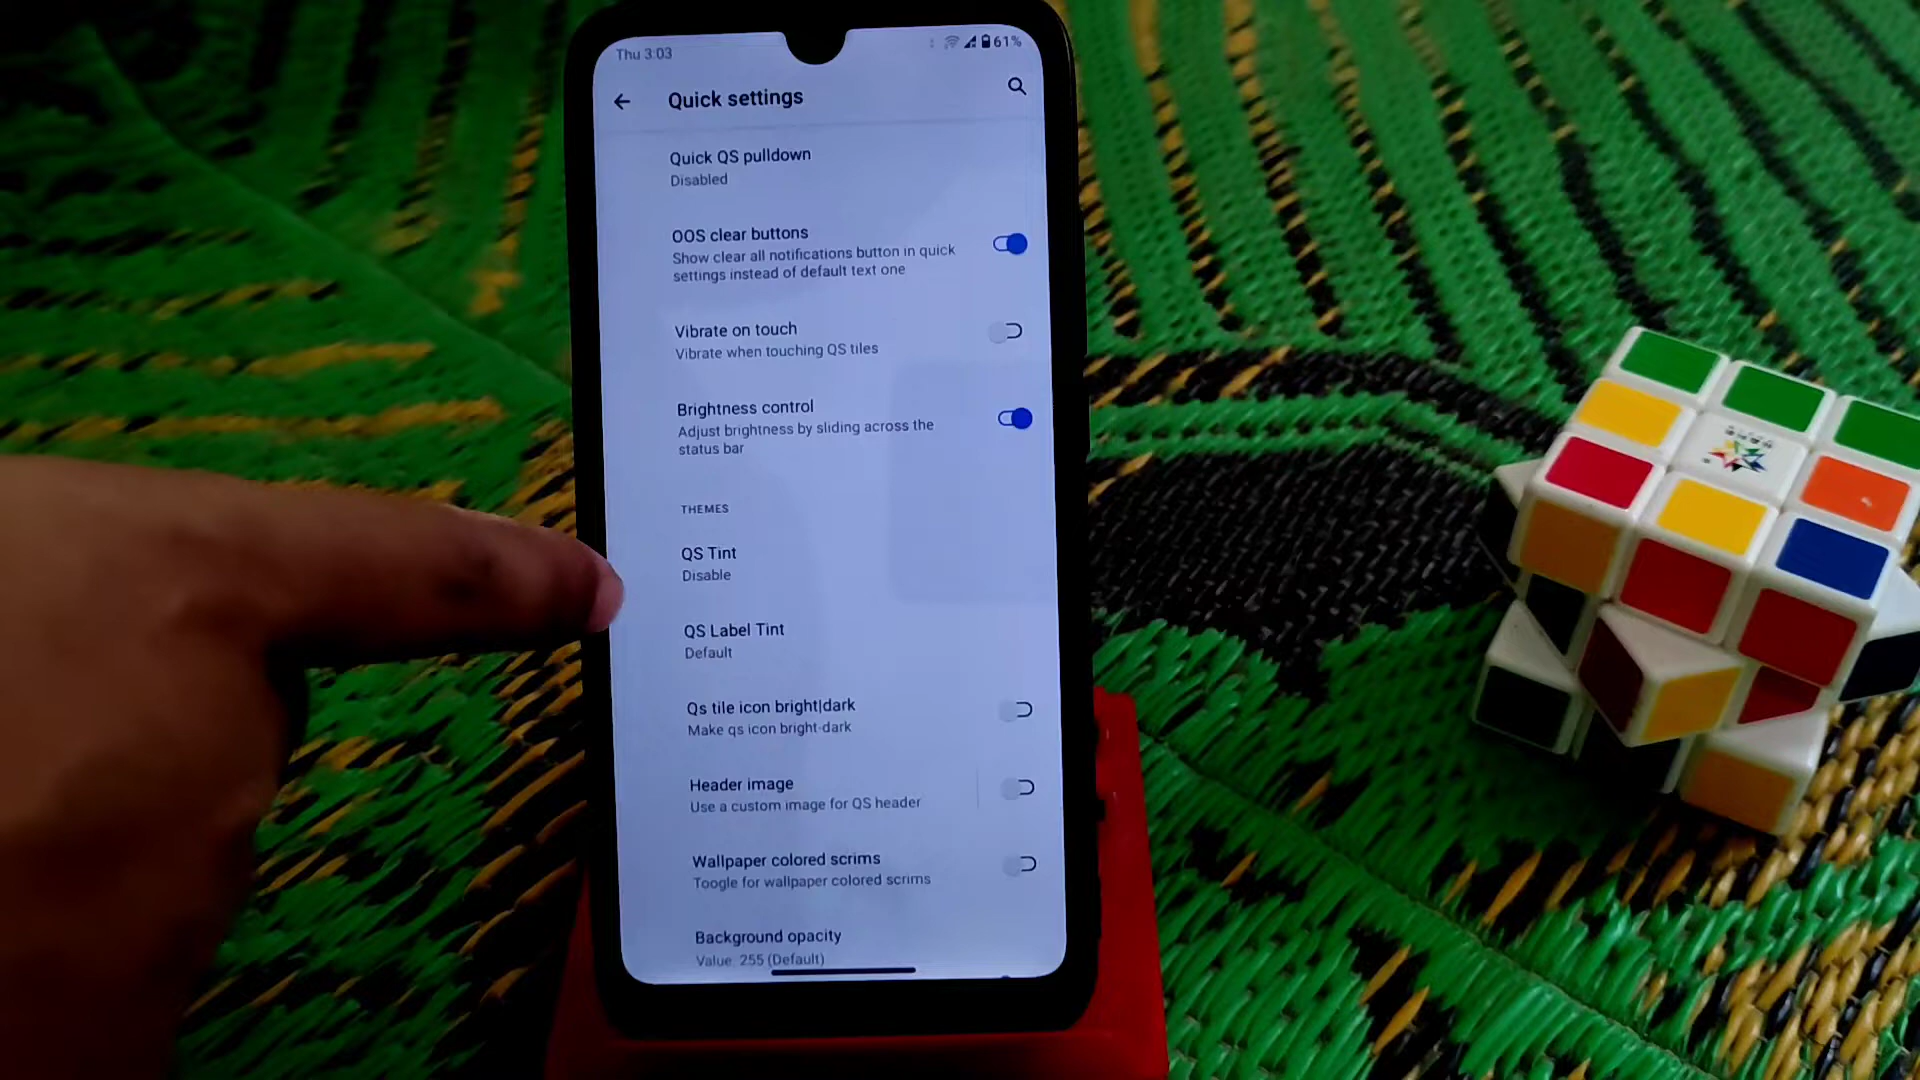 Thu 3:03
61%
Quick settings
Quick QS pulldown
Disabled
OOS clear buttons
Show clear all notifications button in quick
settings instead of default text one
Vibrate on touch
Vibrate when touching QS tiles
Brightness control
Adjust brightness by sliding across the
status bar
THEMES
QS Tint
Disable
QS Label Tint
Default
Qs tile icon bright|dark
Make qs icon bright-dark
Header image
Use a custom image for QS header
Wallpaper colored scrims
Toogle for wallpaper colored scrims
Background opacity
Value: 255 (Default)